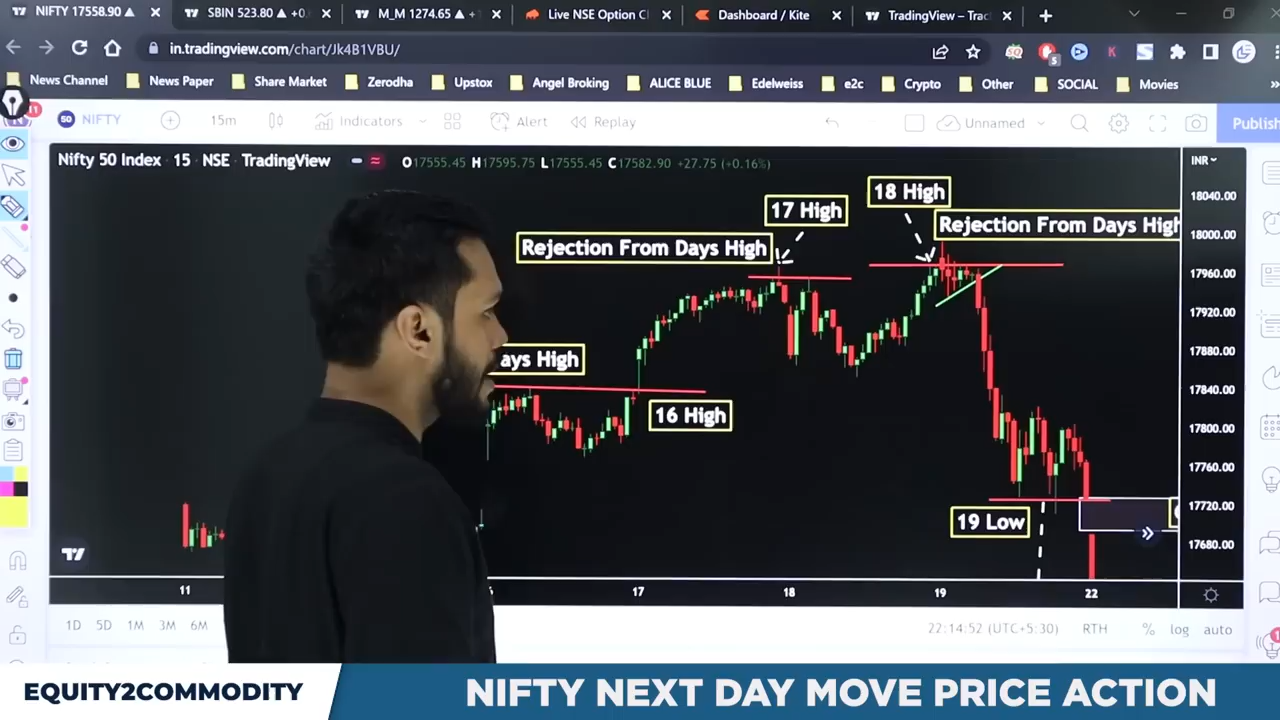 NIFTY 17558.90 ▲
SBIN 523.80 ▲ +0.
M_M 1274.65 ▲ +1
Live NSE Option C
Dashboard / Kite
TradingView – Trac
in.tradingview.com/chart/Jk4B1VBU/
News Channel
News Paper
Share Market
Zerodha
Upstox
Angel Broking
ALICE BLUE
Edelweiss
e2c
Crypto
Other
SOCIAL
Movies
50 NIFTY
15m
Indicators
Alert
Replay
Unnamed
Publish
Nifty 50 Index · 15 · NSE · TradingView
O17555.45 H17595.75 L17555.45 C17582.90 +27.75 (+0.16%)
INR
18040.00
18000.00
17960.00
17920.00
17880.00
17840.00
17800.00
17760.00
17720.00
17680.00
18 High
17 High
Rejection From Days High
Rejection From Days High
ays High
16 High
19 Low
11
17
18
19
22
1D 5D 1M 3M 6M
22:14:52 (UTC+5:30)
RTH
% log auto
EQUITY2COMMODITY
NIFTY NEXT DAY MOVE PRICE ACTION